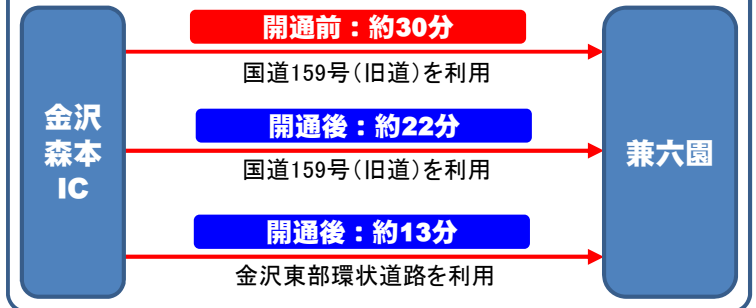 開通前：約30分
国道159号（旧道）を利用
金沢
森本
IC
開通後：約22分
国道159号（旧道）を利用
兼六園
開通後：約13分
金沢東部環状道路を利用